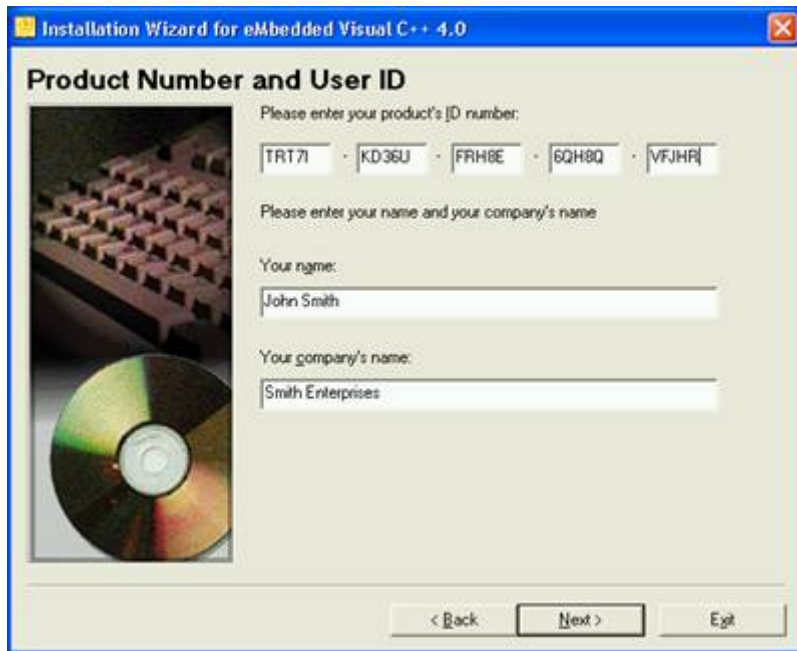 Installation Wizard for eMbedded Visual C++ 4.0
Product Number and User ID
Please enter your product's ID number:
TRT7I - KD36U - FRH8E - 6QH8Q - VFJHR
Please enter your name and your company's name
Your name:
John Smith
Your company's name:
Smith Enterprises
< Back Next > Exit